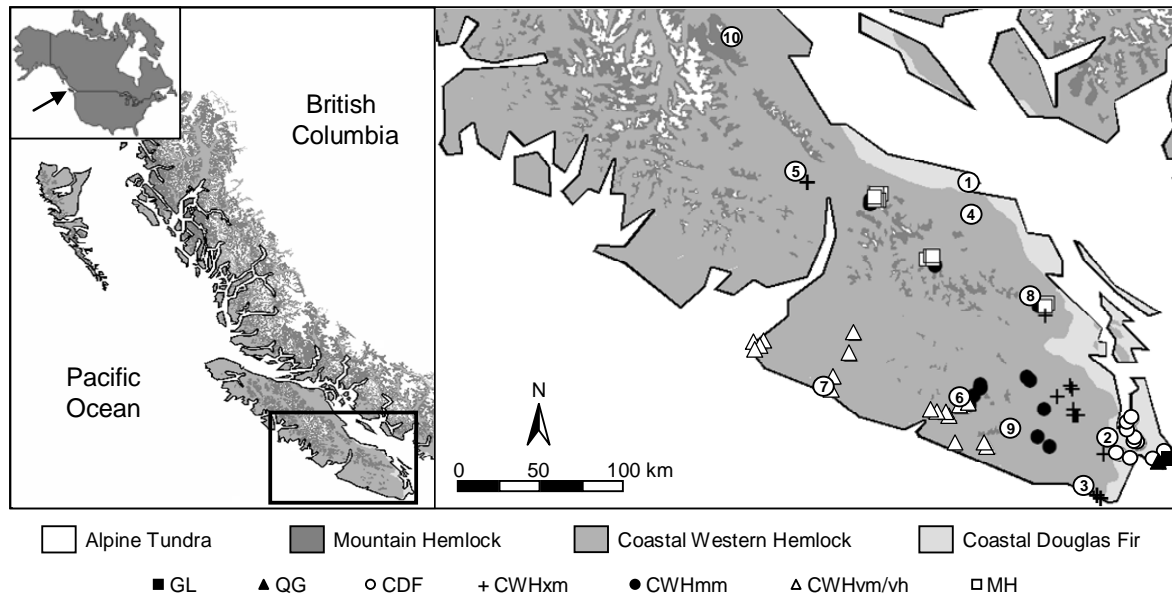 British
Columbia
Pacific
Ocean
10
5
1
4
8
7
6
9
2
3
N
0 50 100 km
Alpine Tundra Mountain Hemlock Coastal Western Hemlock Coastal Douglas Fir
GL QG CDF CWHxm CWHmm CWHvm/vh MH